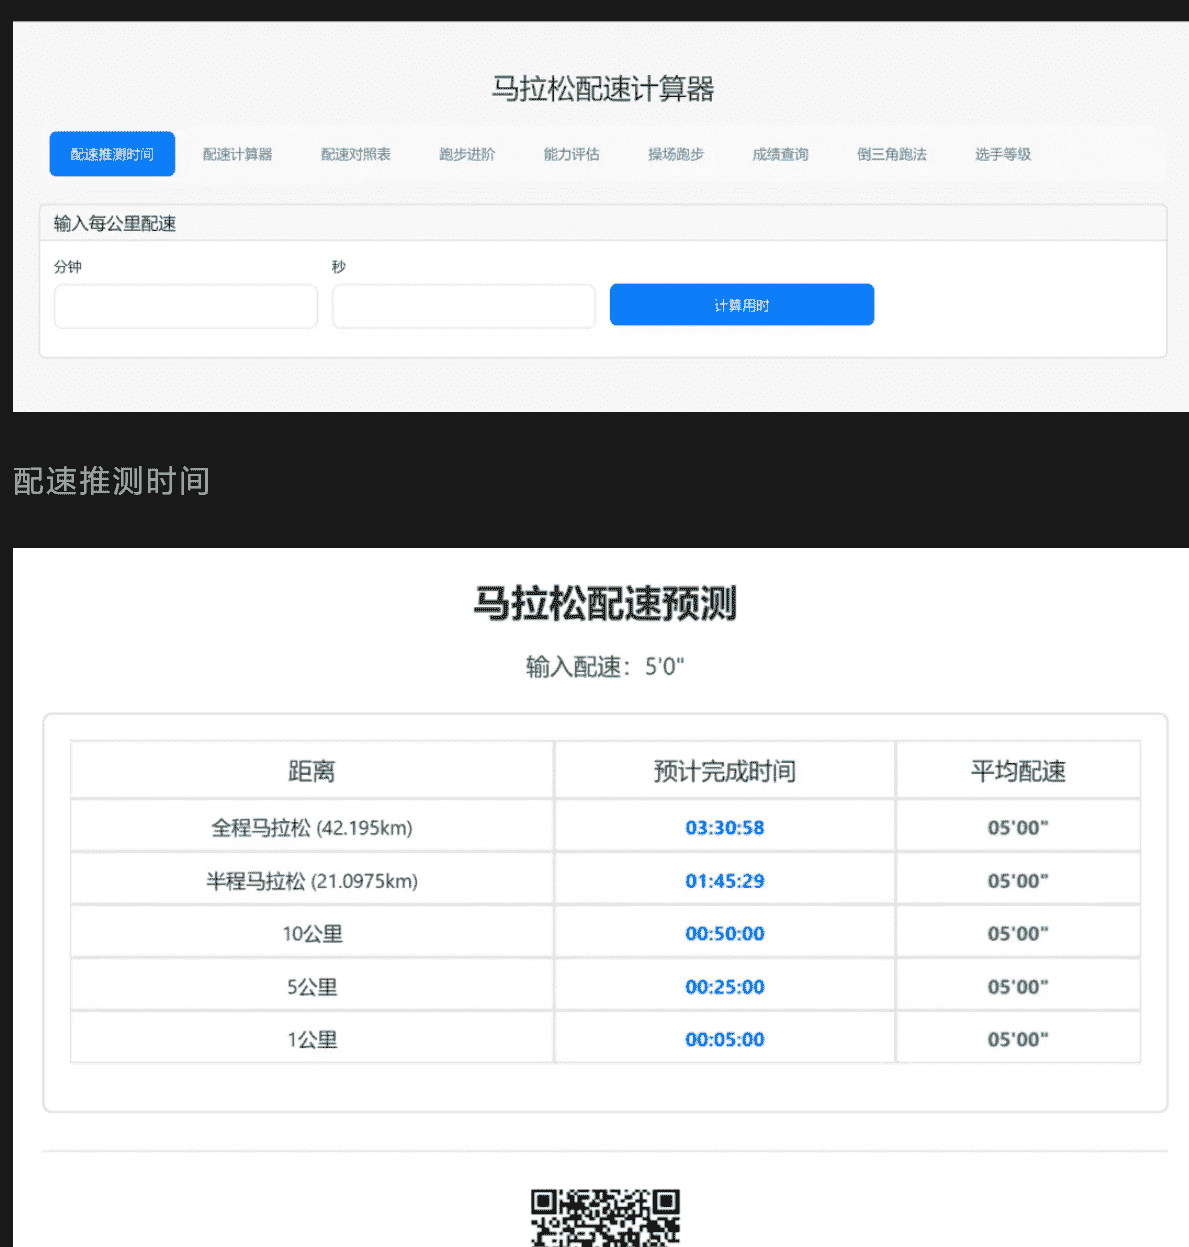 马拉松配速计算器
配速推测时间 配速计算器 配速对照表 跑步进阶 能力评估 操场跑步 成绩查询 倒三角跑法 选手等级
输入每公里配速
分钟 秒
计算用时
配速推测时间
马拉松配速预测
输入配速：5'0"
距离 预计完成时间 平均配速
全程马拉松 (42.195km) 03:30:58 05'00"
半程马拉松 (21.0975km) 01:45:29 05'00"
10公里 00:50:00 05'00"
5公里 00:25:00 05'00"
1公里 00:05:00 05'00"